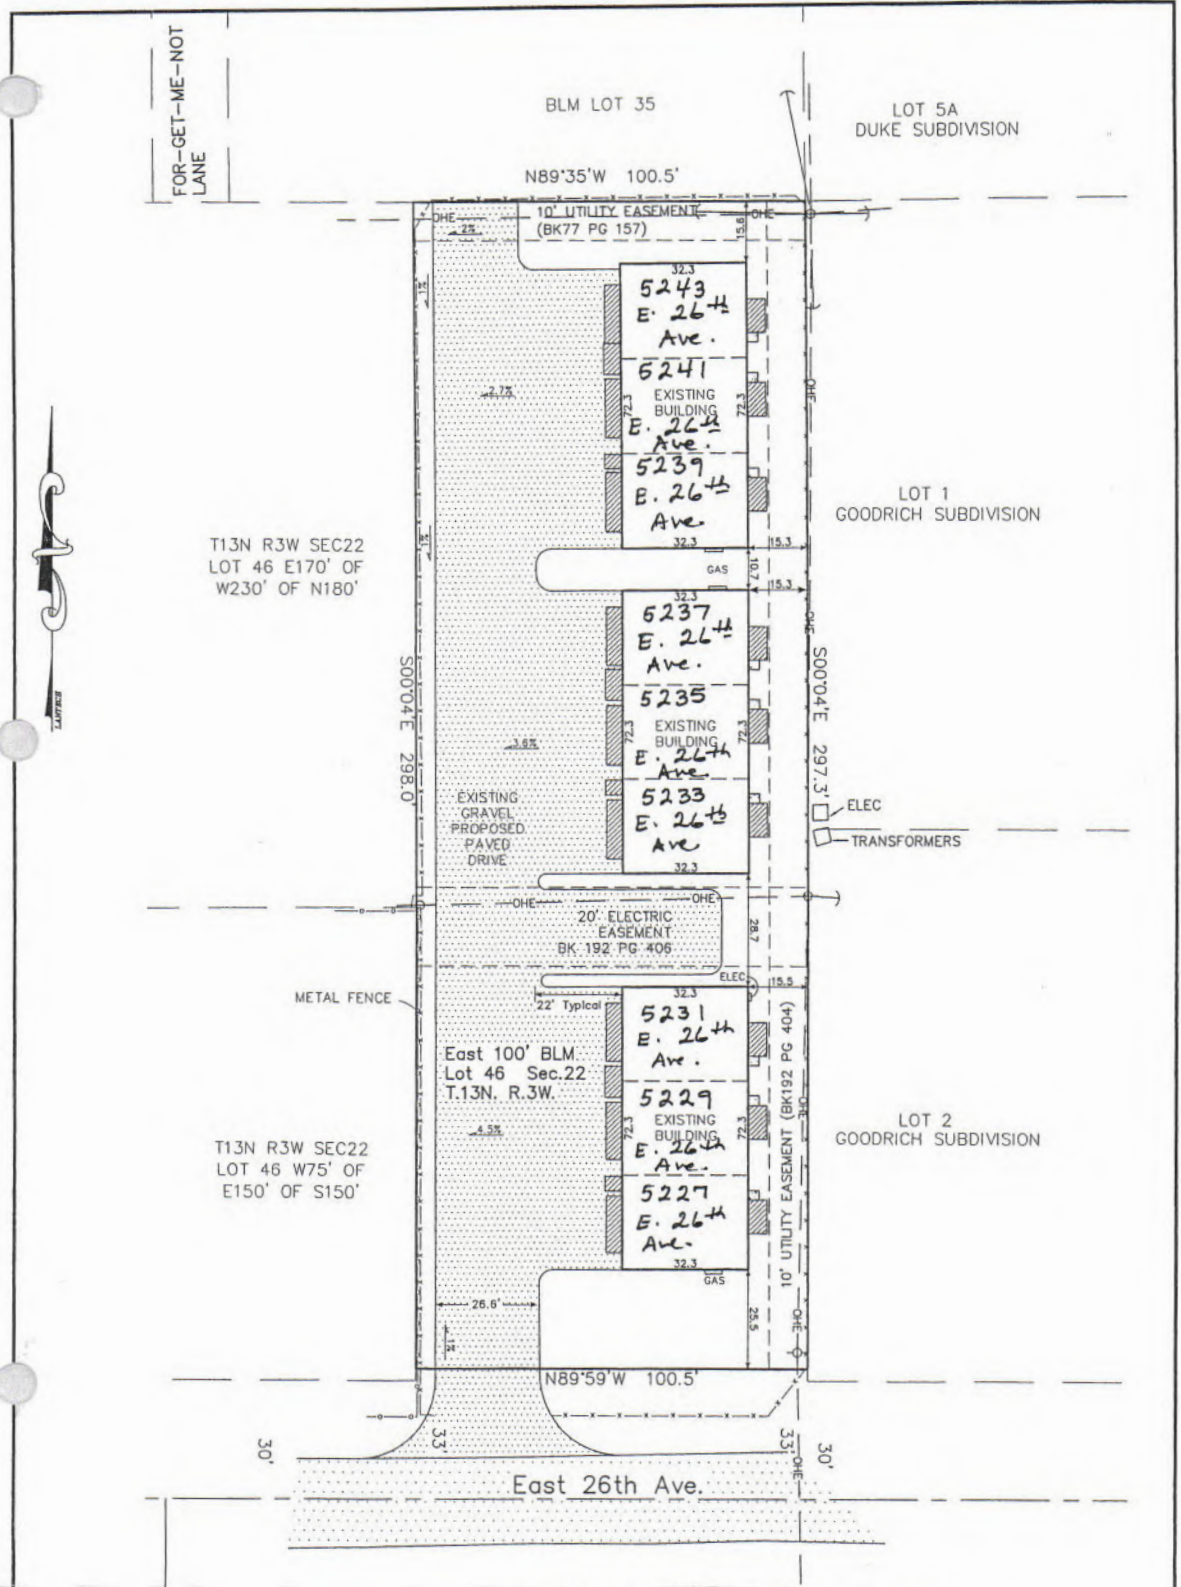 FOR-GET-ME-NOT
LANE
BLM LOT 35
LOT 5A
DUKE SUBDIVISION
N89°35'W 100.5'
OHE
10' UTILITY EASEMENT
(BK77 PG 157)
OHE
2%
15.6
1%
32.3
5243
E. 26th
Ave.
5241
EXISTING
BUILDING
72.3
72.3
E. 26th
Ave.
5239
E. 26th
Ave.
32.3
2.7%
OHE
LOT 1
GOODRICH SUBDIVISION
T13N R3W SEC22
LOT 46 E170' OF
W230' OF N180'
1%
15.3
GAS
10.7
15.3
32.3
5237
E. 26th
Ave.
5235
EXISTING
BUILDING
72.3
72.3
E. 26th
Ave.
5233
E. 26th
Ave
32.3
OHE
S00°04'E 298.0'
S00°04'E 297.3'
3.6%
LANTECH
EXISTING
GRAVEL
PROPOSED
PAVED
DRIVE
ELEC
TRANSFORMERS
OHE
OHE
20' ELECTRIC
EASEMENT
BK 192 PG 406
28.7
ELEC
METAL FENCE
22' Typical
32.3
15.5
5231
E. 26th
Ave.
5229
EXISTING
BUILDING
72.3
72.3
E. 26th
Ave.
5227
E. 26th
Ave.
32.3
East 100' BLM
Lot 46 Sec.22
T.13N. R.3W.
4.5%
10' UTILITY EASEMENT (BK192 PG 404)
OHE
LOT 2
GOODRICH SUBDIVISION
T13N R3W SEC22
LOT 46 W75' OF
E150' OF S150'
GAS
26.6'
25.5
OHE
N89°59'W 100.5'
30'
33'
33'
30'
OHE
East 26th Ave.